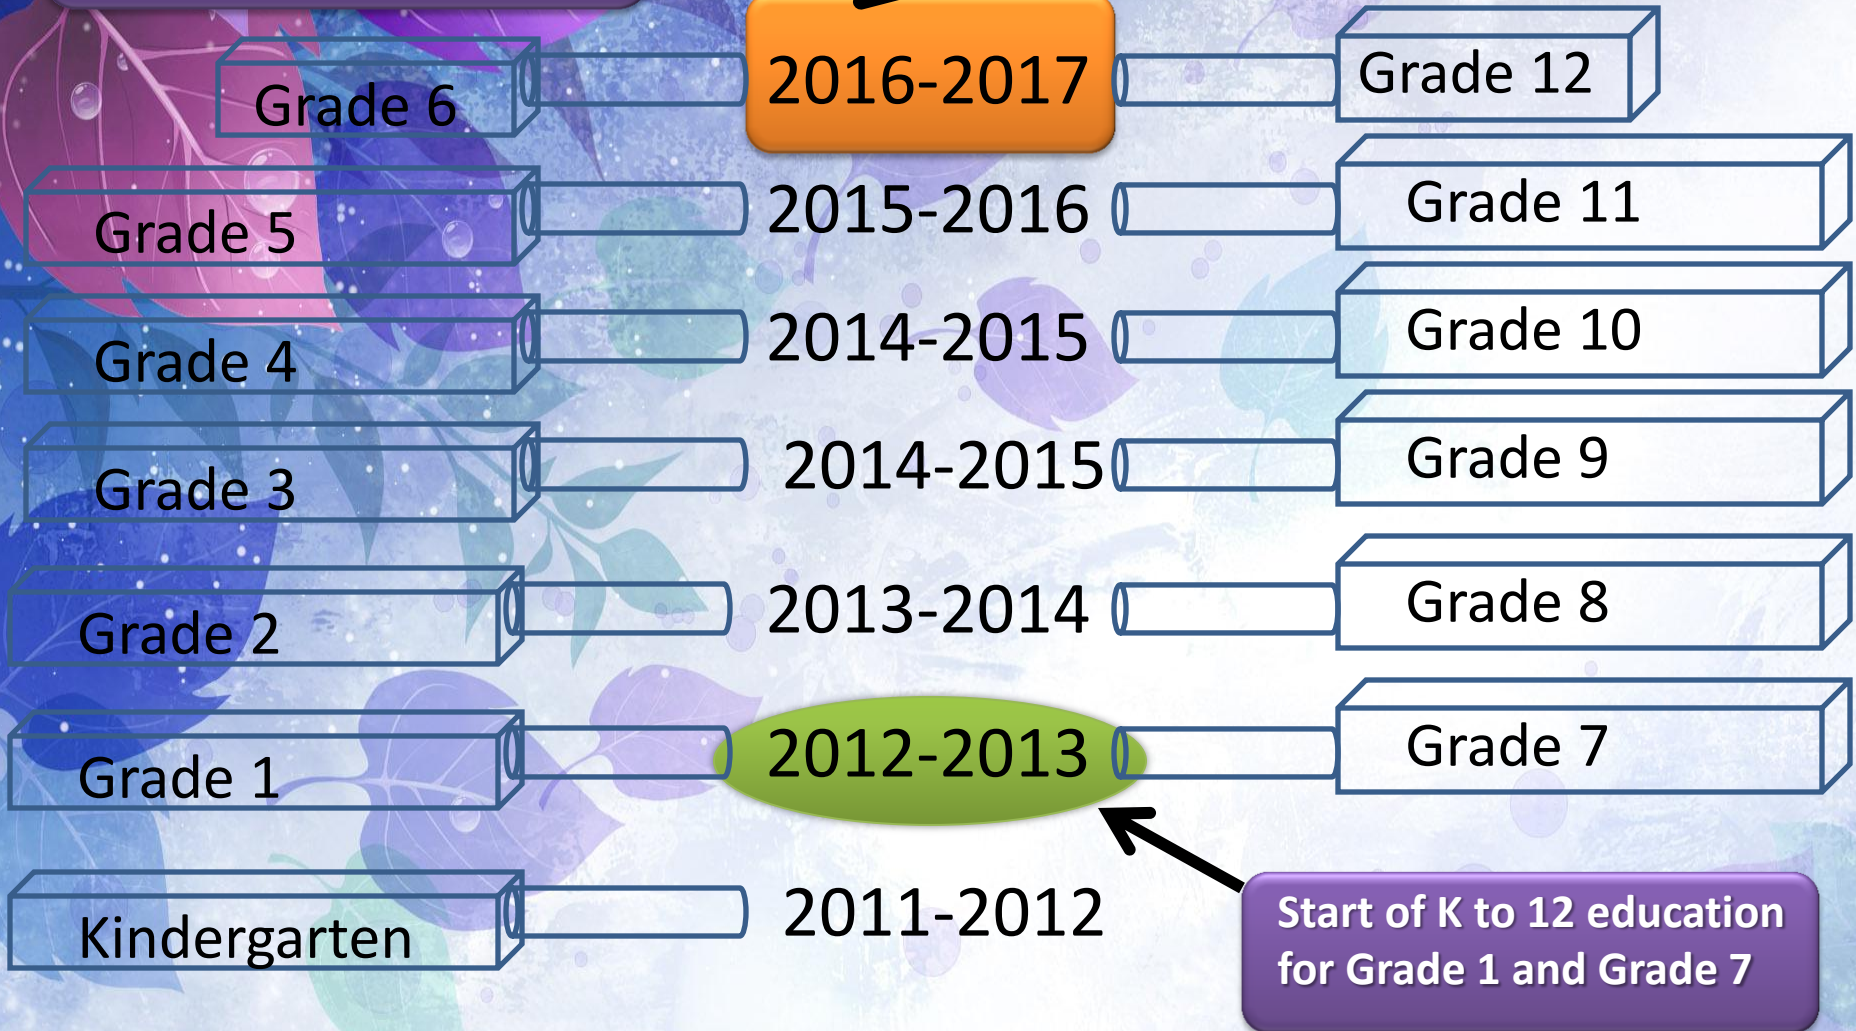 Grade 6 2016-2017 Grade 12
Grade 5 2015-2016 Grade 11
Grade 4 2014-2015 Grade 10
Grade 3 2014-2015 Grade 9
Grade 2 2013-2014 Grade 8
Grade 1 2012-2013 Grade 7
Kindergarten 2011-2012
Start of K to 12 education
for Grade 1 and Grade 7